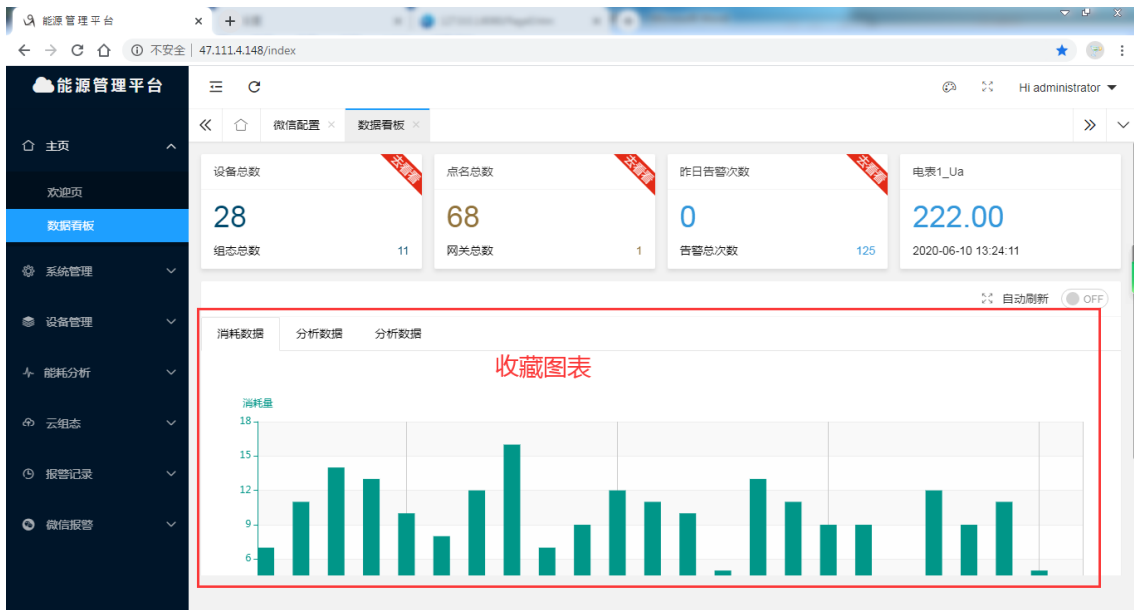 能源管理平台
不安全 | 47.111.4.148/index
能源管理平台
Hi administrator
微信配置
数据看板
主页
欢迎页
数据看板
系统管理
设备管理
能耗分析
云组态
报警记录
微信报警
设备总数
去看看
28
组态总数 11
点名总数
去看看
68
网关总数 1
昨日告警次数
去看看
0
告警总次数 125
电表1_Ua
222.00
2020-06-10 13:24:11
自动刷新 OFF
消耗数据 分析数据 分析数据
收藏图表
消耗量
18
15
12
9
6